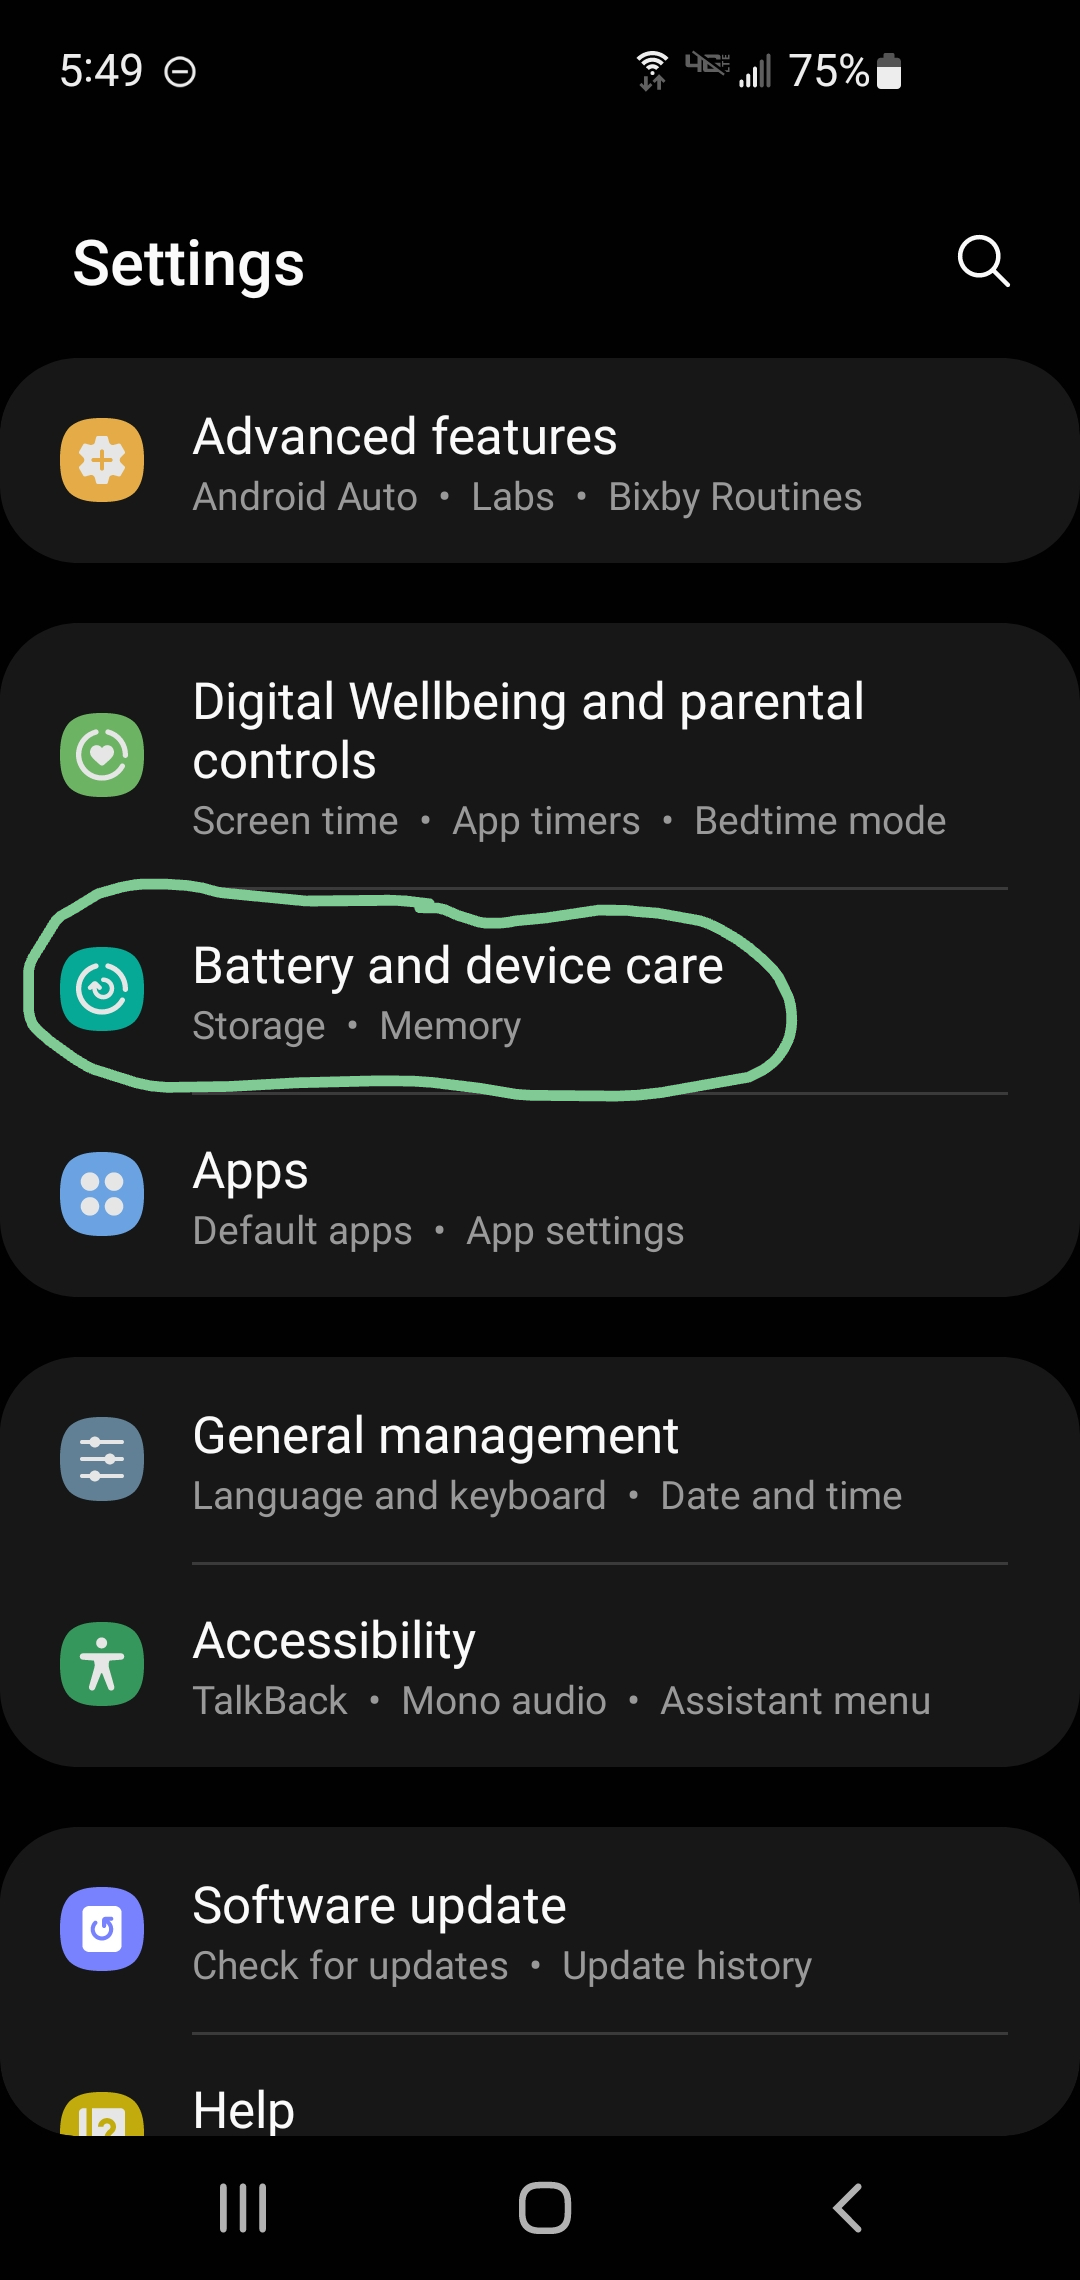 5:49 4G LTE 75%
Settings
Advanced features
Android Auto • Labs • Bixby Routines
Digital Wellbeing and parental
controls
Screen time • App timers • Bedtime mode
Battery and device care
Storage • Memory
Apps
Default apps • App settings
General management
Language and keyboard • Date and time
Accessibility
TalkBack • Mono audio • Assistant menu
Software update
Check for updates • Update history
?
Help